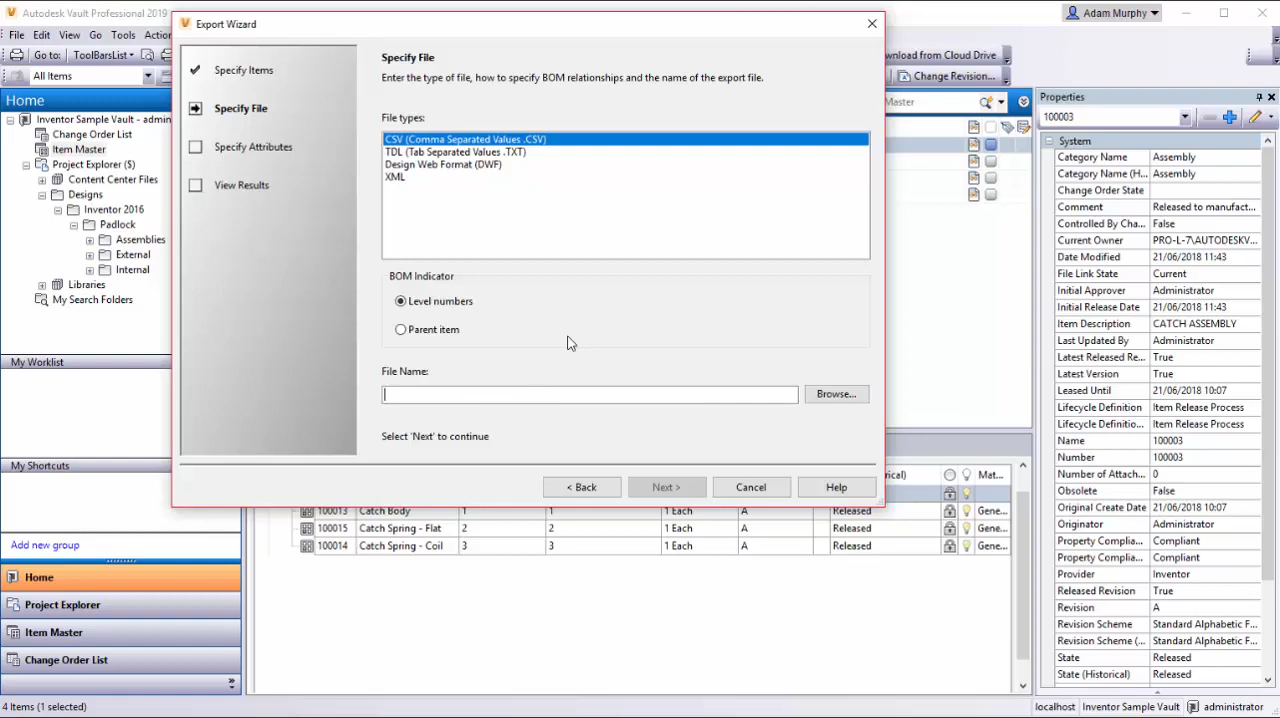 Autodesk Vault Professional 2019
Adam Murphy
File Edit View Go Tools Action
Go to: ToolBarsList
All Items
Home
Inventor Sample Vault - admin
Change Order List
Item Master
Project Explorer ($)
Content Center Files
Designs
Inventor 2016
Padlock
Assemblies
External
Internal
Libraries
My Search Folders
My Worklist
My Shortcuts
Add new group
Home
Project Explorer
Item Master
Change Order List
4 Items (1 selected)
Export Wizard
Specify Items
Specify File
Specify Attributes
View Results
Specify File
Enter the type of file, how to specify BOM relationships and the name of the export file.
File types:
CSV (Comma Separated Values .CSV)
TDL (Tab Separated Values .TXT)
Design Web Format (DWF)
XML
BOM Indicator
Level numbers
Parent item
File Name:
Browse...
Select 'Next' to continue
< Back Next > Cancel Help
wnload from Cloud Drive
Change Revision...
Master
rical) Mat...
100013 Catch Body 1 1 1 Each A Released Gene...
100015 Catch Spring - Flat 2 2 1 Each A Released Gene...
100014 Catch Spring - Coil 3 3 1 Each A Released Gene...
Properties
100003
System
Category Name Assembly
Category Name (H... Assembly
Change Order State
Comment Released to manufact...
Controlled By Cha... False
Current Owner PRO-L-7\AUTODESKV...
Date Modified 21/06/2018 11:43
File Link State Current
Initial Approver Administrator
Initial Release Date 21/06/2018 11:43
Item Description CATCH ASSEMBLY
Last Updated By Administrator
Latest Released Re... True
Latest Version True
Leased Until 21/06/2018 10:07
Lifecycle Definition Item Release Process
Lifecycle Definitio... Item Release Process
Name 100003
Number 100003
Number of Attach... 0
Obsolete False
Original Create Date 21/06/2018 10:07
Originator Administrator
Property Complia... Compliant
Property Complia... Compliant
Provider Inventor
Released Revision True
Revision A
Revision Scheme Standard Alphabetic F...
Revision Scheme (... Standard Alphabetic F...
State Released
State (Historical) Released
localhost Inventor Sample Vault administrator